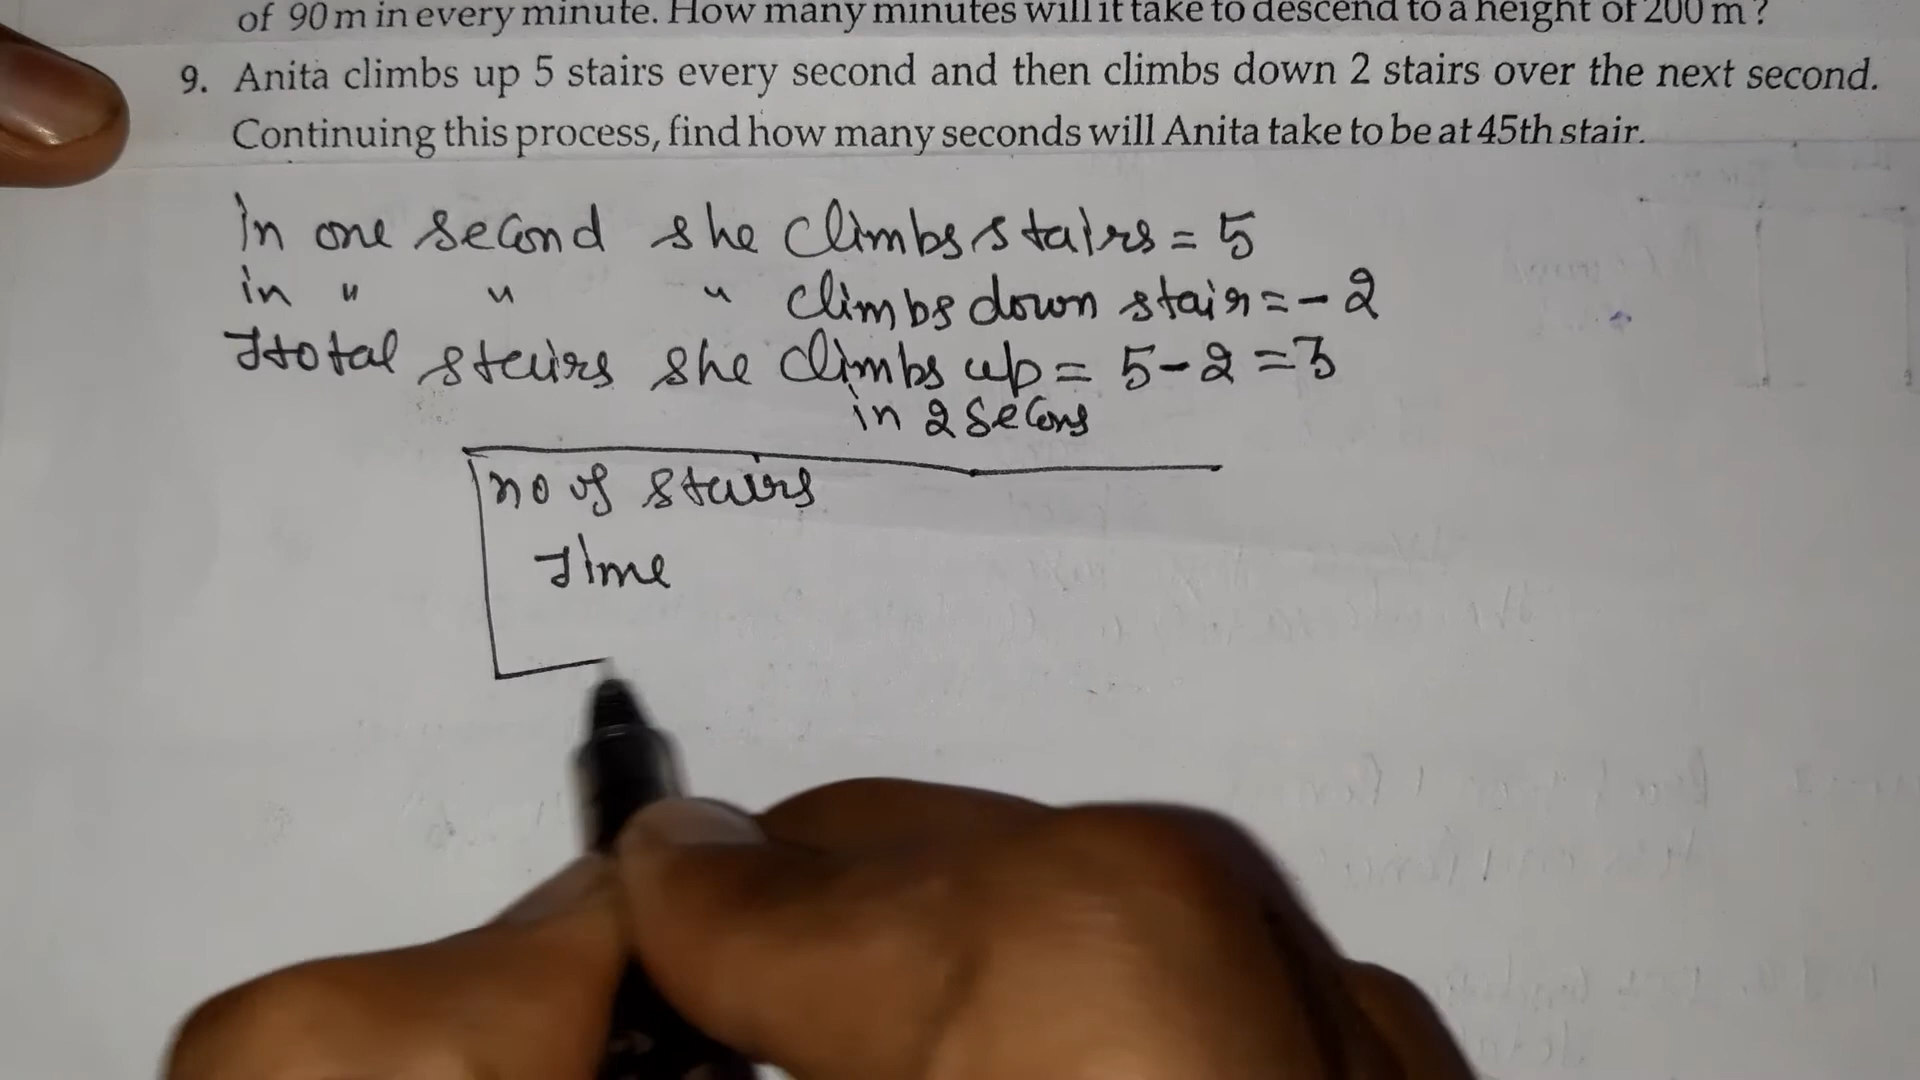 of 90 m in every minute. How many minutes will it take to descend to a height of 200 m?
9. Anita climbs up 5 stairs every second and then climbs down 2 stairs over the next second.
Continuing this process, find how many seconds will Anita take to be at 45th stair.
In one second she climbs stairs = 5
in " " " climbs down stair = - 2
total stairs she climbs up = 5 - 2 = 3
in 2 Secons
no of stairs
Time